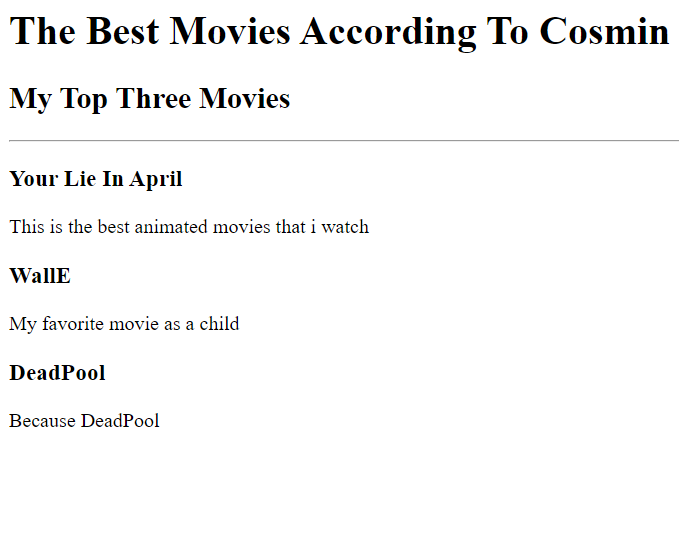 The Best Movies According To Cosmin
My Top Three Movies
Your Lie In April
This is the best animated movies that i watch
WallE
My favorite movie as a child
DeadPool
Because DeadPool